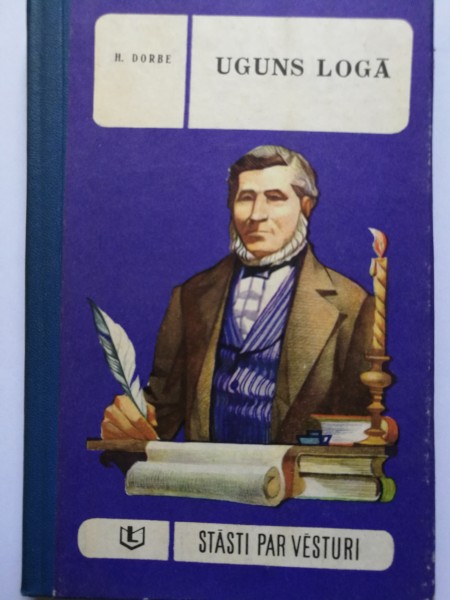 H. DORBE
UGUNS LOGĀ
L
STĀSTI PAR VĒSTURI